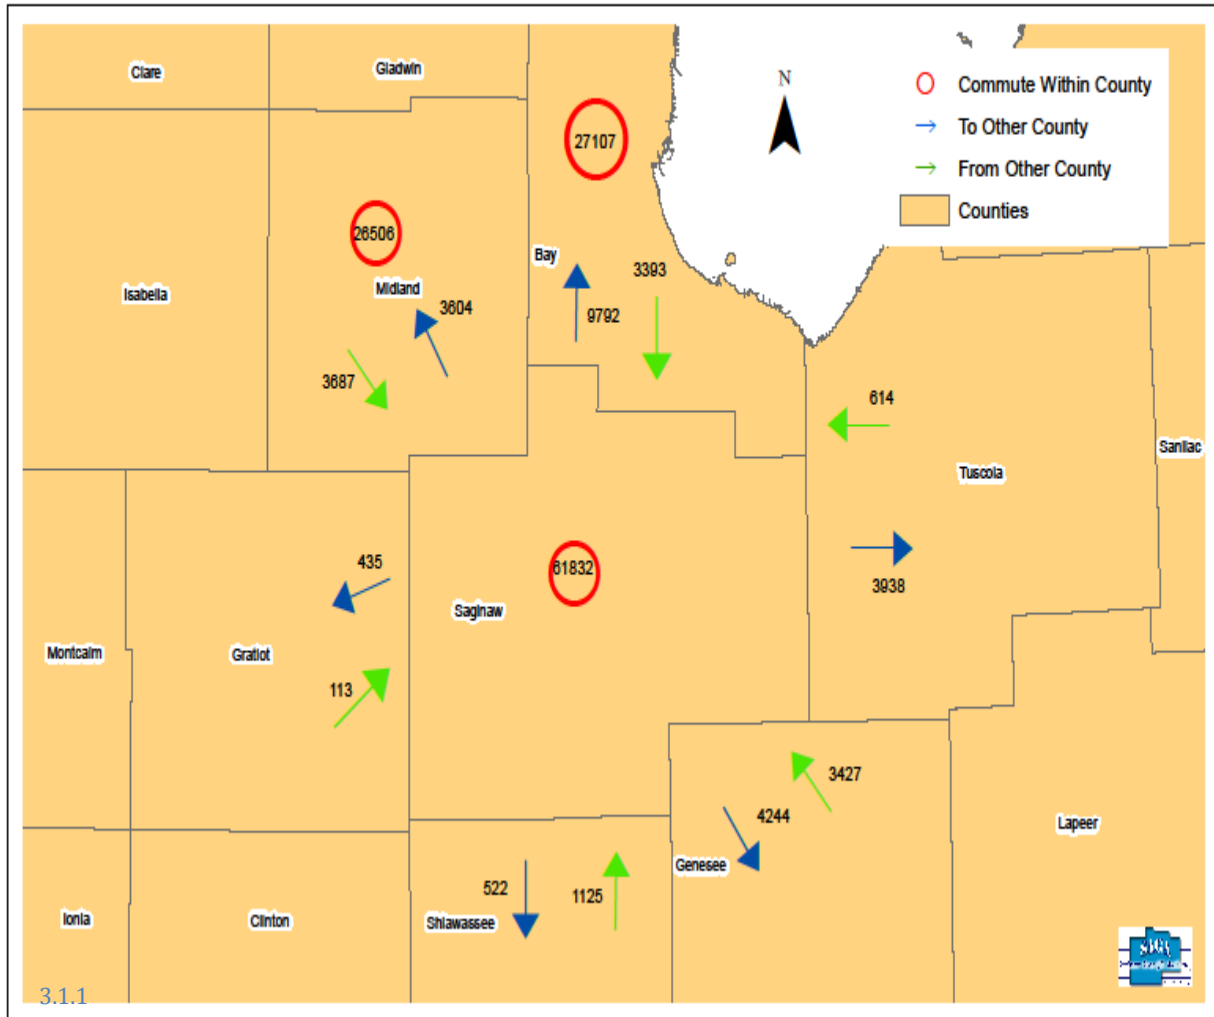 Clare
Gladwin
N
Commute Within County
To Other County
From Other County
Counties
27107
26506
Bay
3393
Isabella
Midland
3604
9792
3687
614
Sanilac
Tuscola
435
61832
3938
Saginaw
Montcalm
Gratiot
113
3427
4244
Lapeer
Genesee
522
1125
Ionia
Clinton
Shiawassee
3.1.1